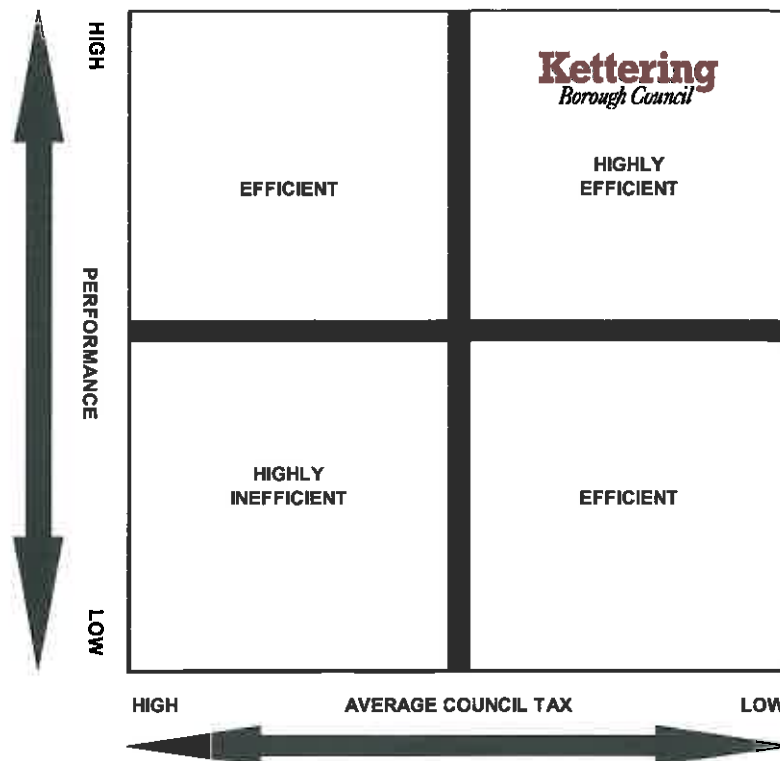 HIGH
Kettering
Borough Council
EFFICIENT
HIGHLY
EFFICIENT
PERFORMANCE
HIGHLY
INEFFICIENT
EFFICIENT
LOW
HIGH
AVERAGE COUNCIL TAX
LOW